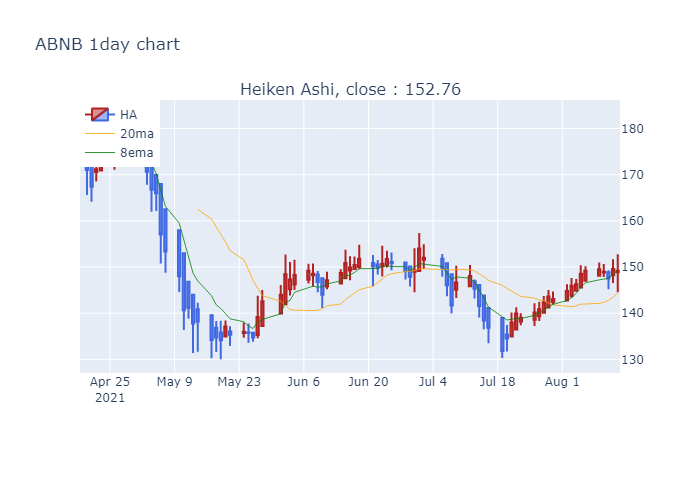 ABNB 1day chart
Heiken Ashi, close : 152.76
HA
20ma
8ema
180
170
160
150
140
130
Apr 25 May 9 May 23 Jun 6 Jun 20 Jul 4 Jul 18 Aug 1
2021